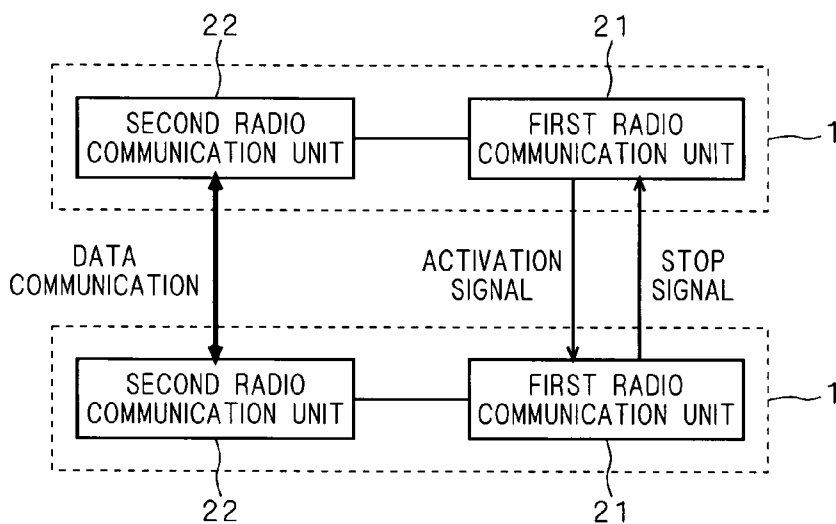 22
21
SECOND RADIO
COMMUNICATION UNIT
FIRST RADIO
COMMUNICATION UNIT
1
DATA
COMMUNICATION
ACTIVATION
SIGNAL
STOP
SIGNAL
SECOND RADIO
COMMUNICATION UNIT
FIRST RADIO
COMMUNICATION UNIT
1
22
21